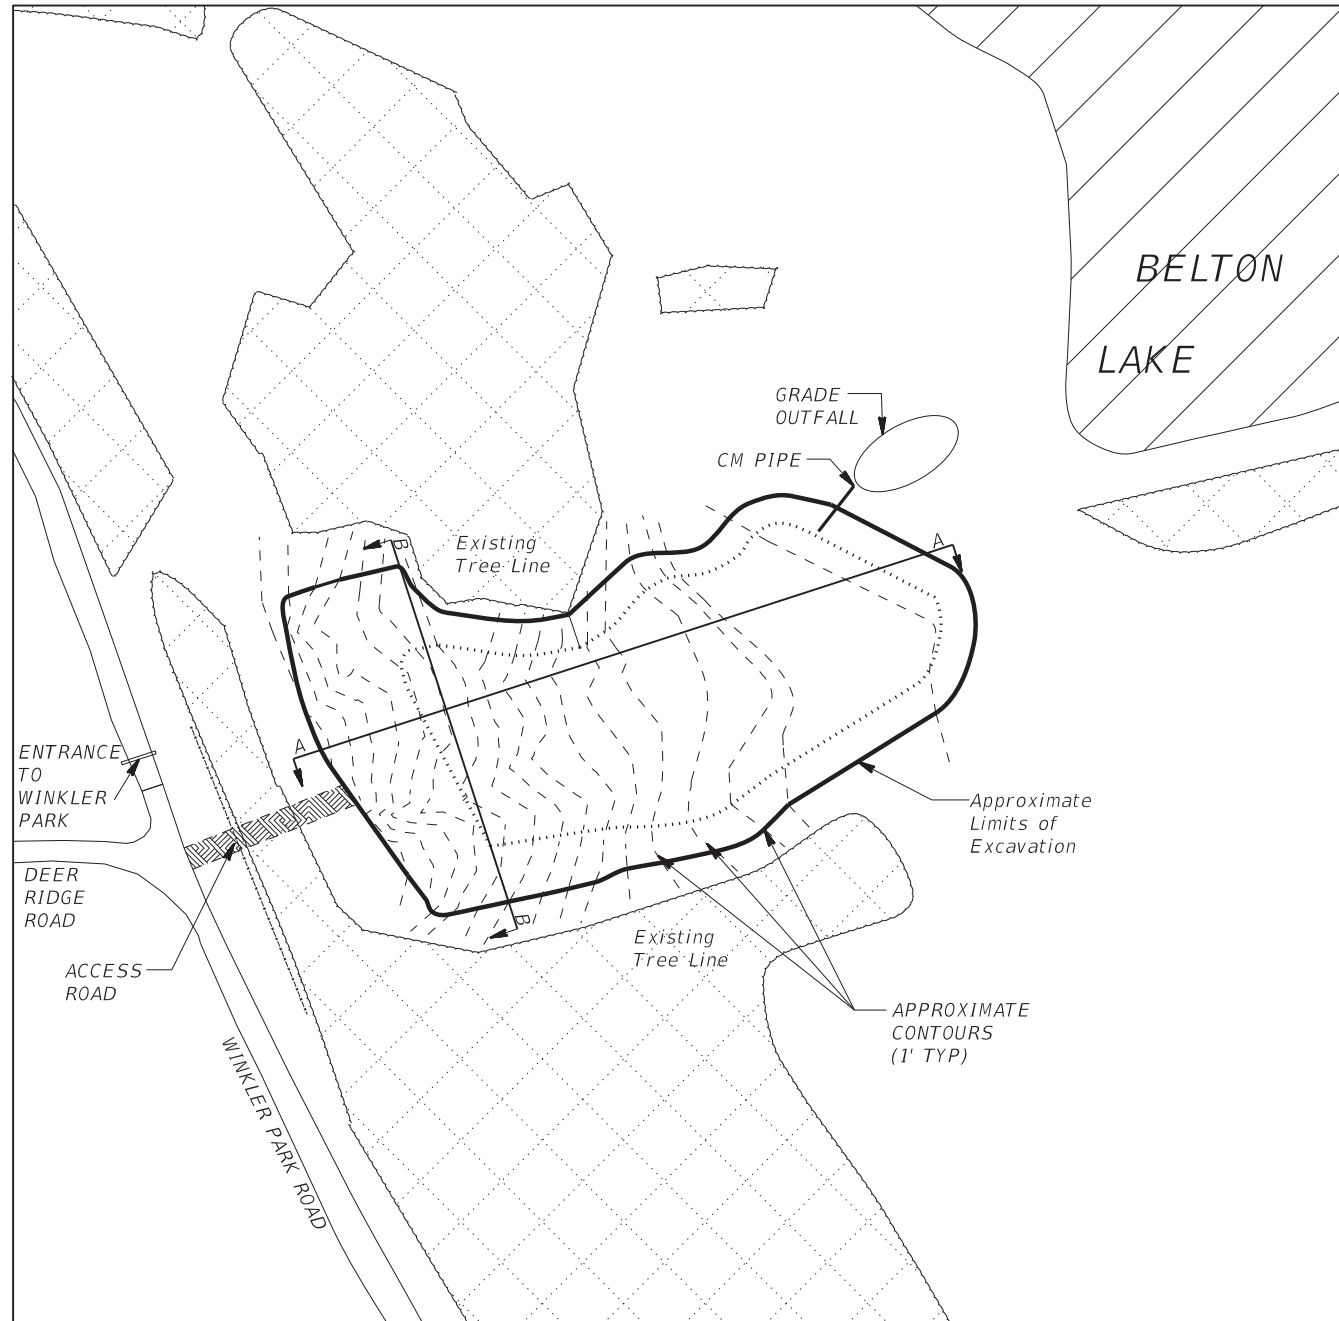 BELTON
LAKE
GRADE
OUTFALL
CM PIPE
B
Existing
Tree Line
A
A
ENTRANCE
TO
WINKLER
PARK
Approximate
Limits of
Excavation
DEER
RIDGE
ROAD
B
Existing
Tree Line
ACCESS
ROAD
APPROXIMATE
CONTOURS
(1' TYP)
WINKLER PARK ROAD